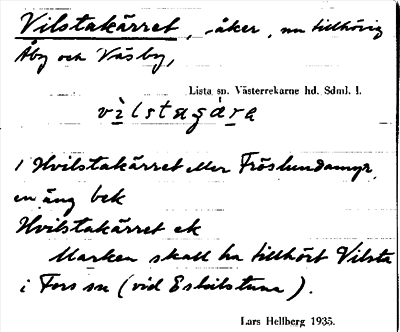 Vilstakärret, åker, nu tillhörig
Åby och Väsby,
Lista sn. Västerrekarne hd. Sdml. l.
vìlstagára
1 Hvilstakärret eller Fröslundamyr,
en äng bek
Hvilstakärret ek
Marken skall ha tillhört Vilsta
i Fors sn (vid Eskilstuna).
Lars Hellberg 1935.